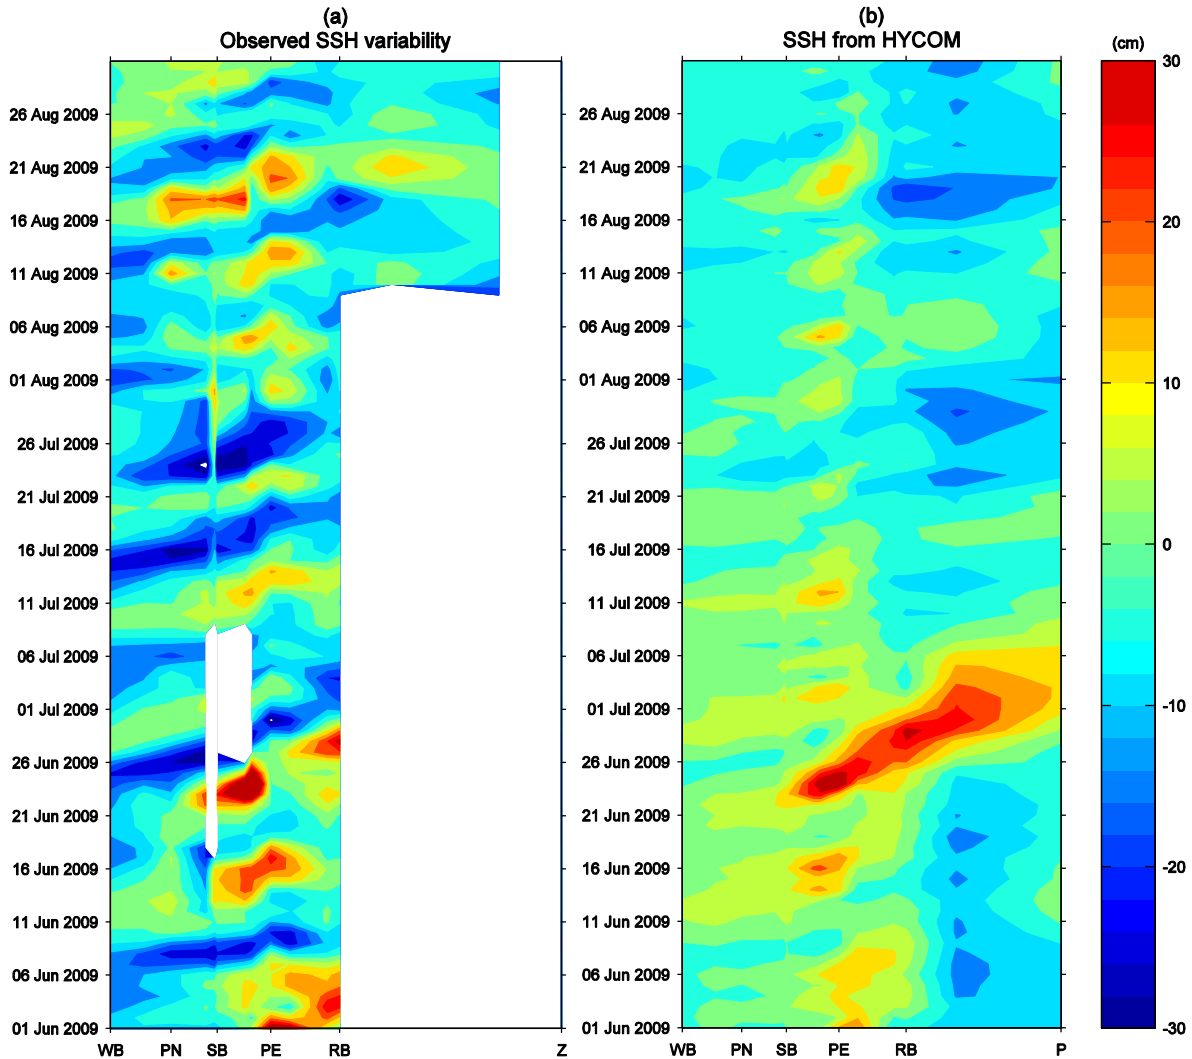 (a)
Observed SSH variability
26 Aug 2009
21 Aug 2009
16 Aug 2009
11 Aug 2009
06 Aug 2009
01 Aug 2009
26 Jul 2009
21 Jul 2009
16 Jul 2009
11 Jul 2009
06 Jul 2009
01 Jul 2009
26 Jun 2009
21 Jun 2009
16 Jun 2009
11 Jun 2009
06 Jun 2009
01 Jun 2009
WB PN SB PE RB Z
(b)
SSH from HYCOM
26 Aug 2009
21 Aug 2009
16 Aug 2009
11 Aug 2009
06 Aug 2009
01 Aug 2009
26 Jul 2009
21 Jul 2009
16 Jul 2009
11 Jul 2009
06 Jul 2009
01 Jul 2009
26 Jun 2009
21 Jun 2009
16 Jun 2009
11 Jun 2009
06 Jun 2009
01 Jun 2009
WB PN SB PE RB P
(cm)
30
20
10
0
-10
-20
-30